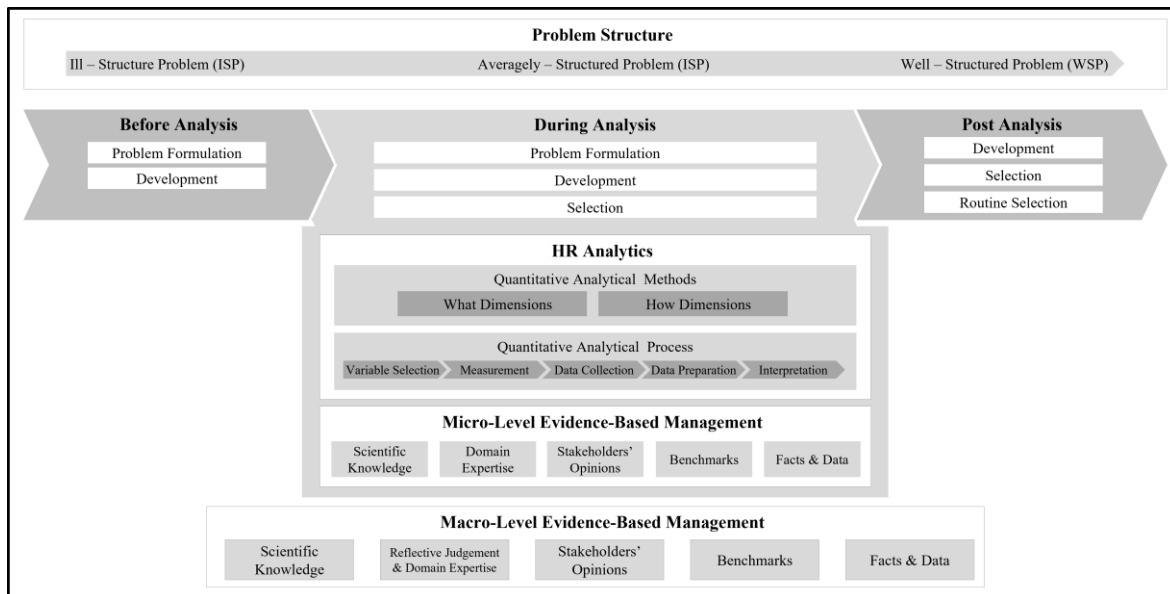 Problem Structure
Ill – Structure Problem (ISP) Averagely – Structured Problem (ISP) Well – Structured Problem (WSP)
Before Analysis
Problem Formulation
Development
During Analysis
Problem Formulation
Development
Selection
Post Analysis
Development
Selection
Routine Selection
HR Analytics
Quantitative Analytical Methods
What Dimensions How Dimensions
Quantitative Analytical Process
Variable Selection Measurement Data Collection Data Preparation Interpretation
Micro-Level Evidence-Based Management
Scientific
Knowledge
Domain
Expertise
Stakeholders’
Opinions
Benchmarks
Facts & Data
Macro-Level Evidence-Based Management
Scientific
Knowledge
Reflective Judgement
& Domain Expertise
Stakeholders’
Opinions
Benchmarks
Facts & Data